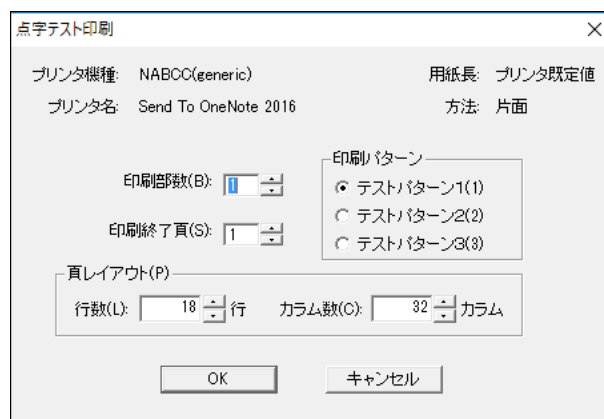 点字テスト印刷
プリンタ機種: NABCC(generic) 用紙長: プリンタ既定値
プリンタ名: Send To OneNote 2016 方法: 片面
印刷部数(B): 1
印刷終了頁(S): 1
印刷パターン
テストパターン1(1)
テストパターン2(2)
テストパターン3(3)
頁レイアウト(P)
行数(L): 18 行 カラム数(C): 32 カラム
OK キャンセル